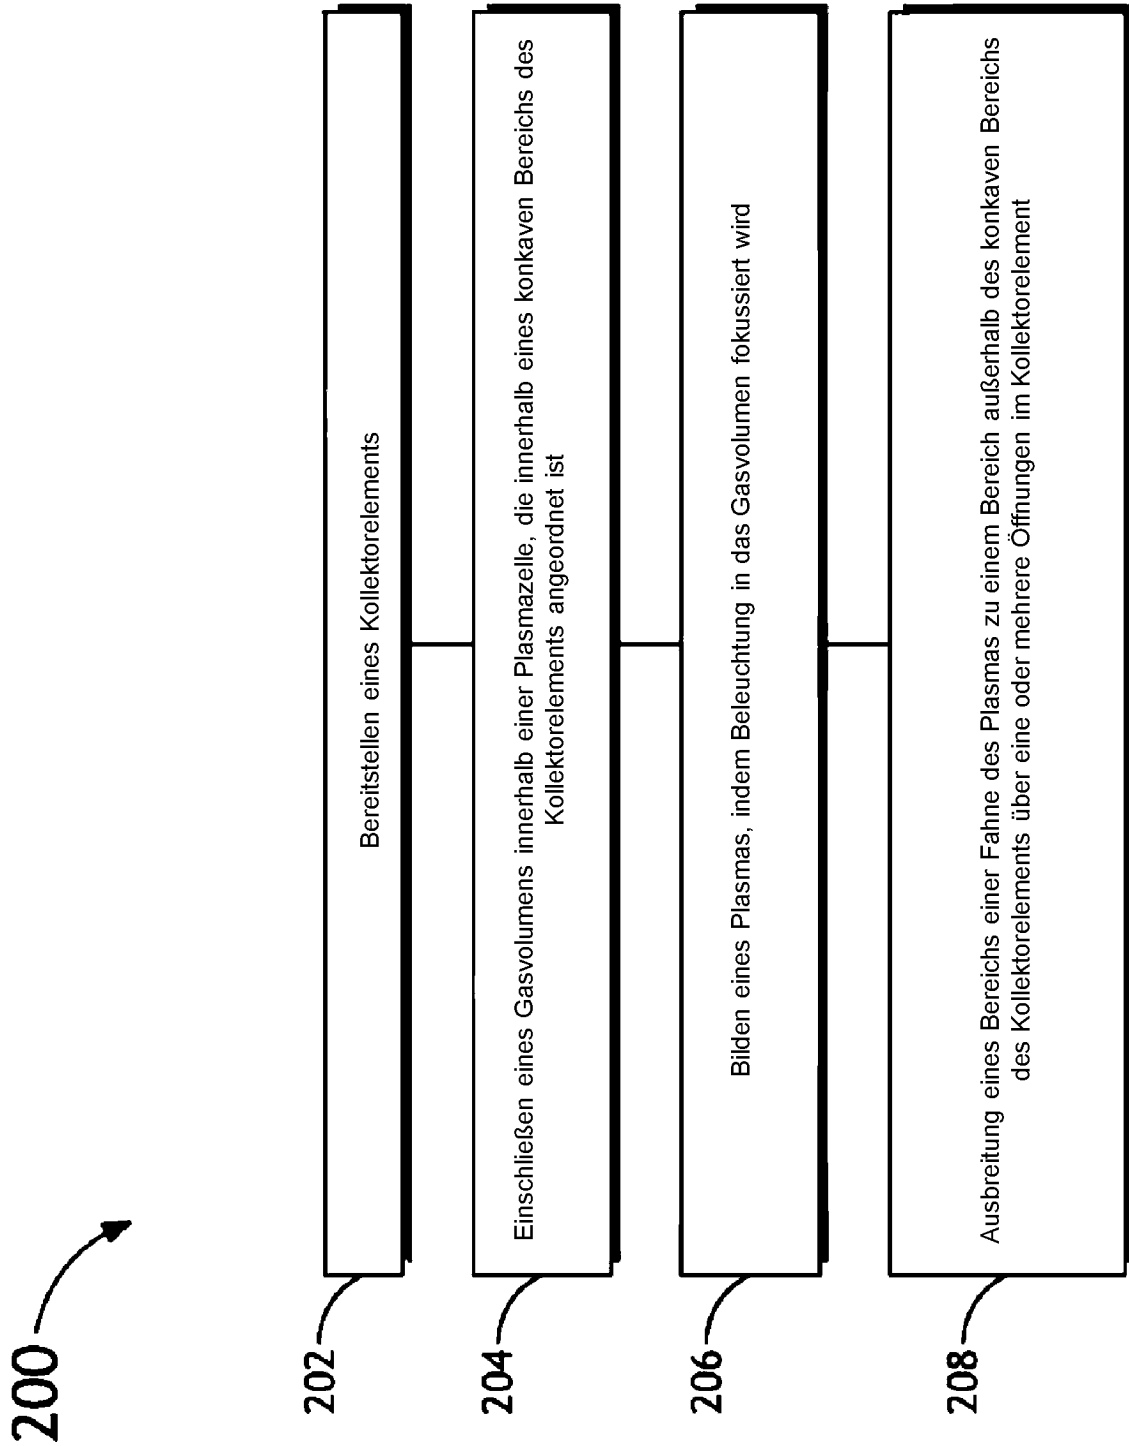 200
202
Bereitstellen eines Kollektorelements
204
Einschließen eines Gasvolumens innerhalb einer Plasmazelle, die innerhalb eines konkaven Bereichs des
Kollektorelements angeordnet ist
206
Bilden eines Plasmas, indem Beleuchtung in das Gasvolumen fokussiert wird
208
Ausbreitung eines Bereichs einer Fahne des Plasmas zu einem Bereich außerhalb des konkaven Bereichs
des Kollektorelements über eine oder mehrere Öffnungen im Kollektorelement